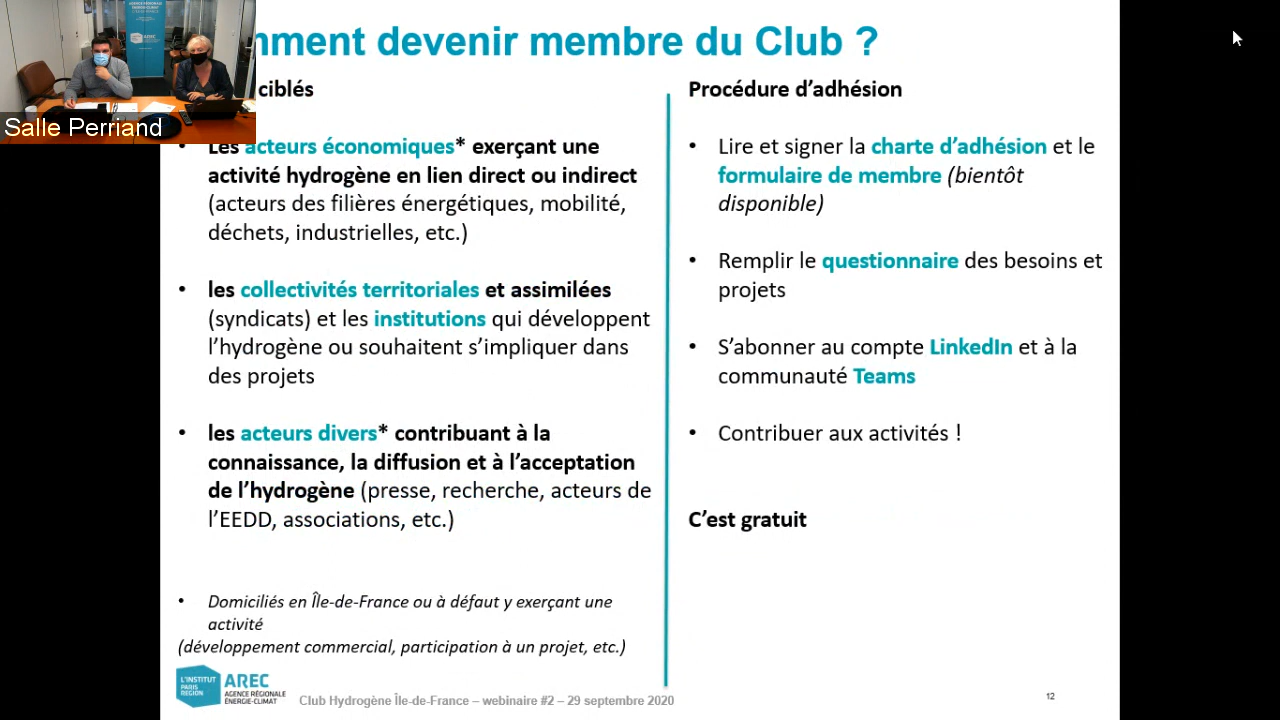 AGENCE RÉGIONALE
ÉNERGIE-CLIMAT
AREC
Salle Perriand
mment devenir membre du Club ?
ciblés
• Les acteurs économiques* exerçant une
activité hydrogène en lien direct ou indirect
(acteurs des filières énergétiques, mobilité,
déchets, industrielles, etc.)
• les collectivités territoriales et assimilées
(syndicats) et les institutions qui développent
l’hydrogène ou souhaitent s’impliquer dans
des projets
• les acteurs divers* contribuant à la
connaissance, la diffusion et à l’acceptation
de l’hydrogène (presse, recherche, acteurs de
l’EEDD, associations, etc.)
• Domiciliés en Île-de-France ou à défaut y exerçant une
activité
(développement commercial, participation à un projet, etc.)
Procédure d’adhésion
• Lire et signer la charte d’adhésion et le
formulaire de membre (bientôt
disponible)
• Remplir le questionnaire des besoins et
projets
• S’abonner au compte LinkedIn et à la
communauté Teams
• Contribuer aux activités !
C’est gratuit
L’INSTITUT
PARIS
REGION
AREC
AGENCE RÉGIONALE
ÉNERGIE-CLIMAT
Club Hydrogène Île-de-France – webinaire #2 – 29 septembre 2020
12